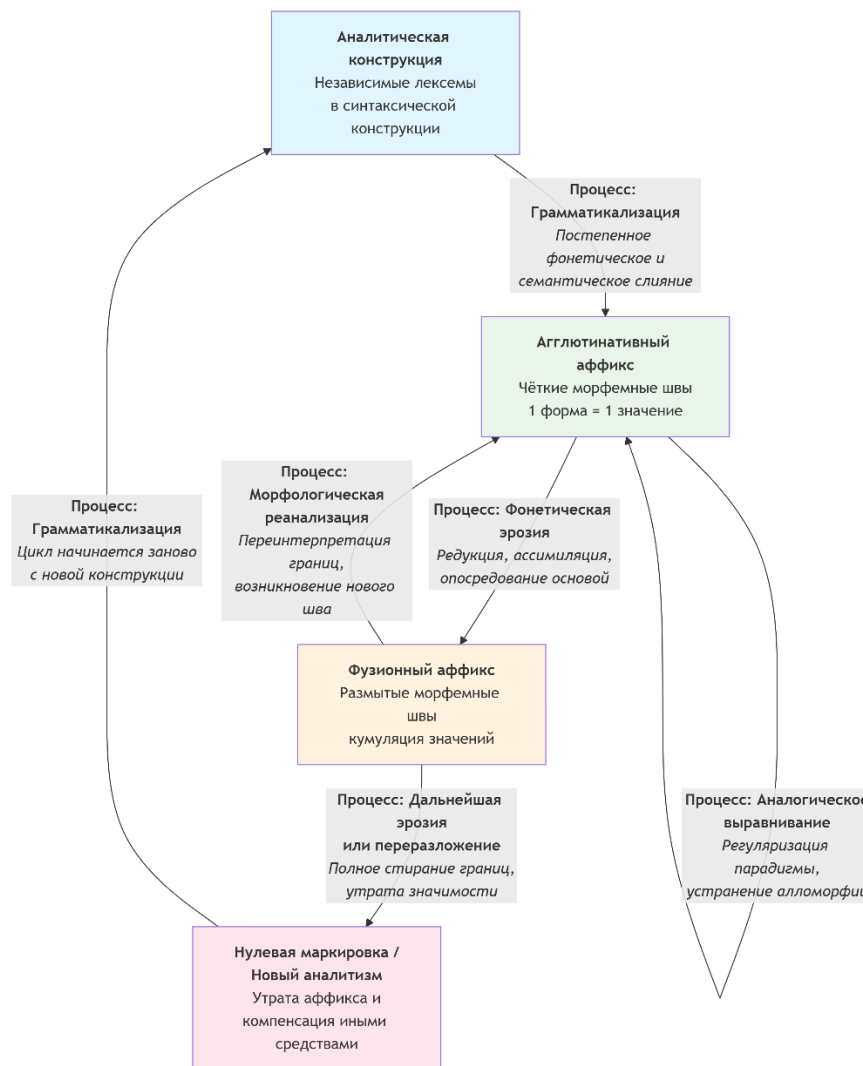 Аналитическая
конструкция
Независимые лексемы
в синтаксической
конструкции
Процесс:
Грамматикализация
Постепенное
фонетическое и
семантическое слияние
Агглютинативный
аффикс
Чёткие морфемные швы
1 форма = 1 значение
Процесс:
Морфологическая
реанализация
Переинтерпретация
границ,
возникновение нового
шва
Процесс: Фонетическая
эрозия
Редукция, ассимиляция,
опосредование основой
Процесс:
Грамматикализация
Цикл начинается заново
с новой конструкции
Фузионный аффикс
Размытые морфемные
швы
кумуляция значений
Процесс: Дальнейшая
эрозия
или переразложение
Полное стирание границ,
утрата значимости
Процесс: Аналогическое
выравнивание
Регуляризация
парадигмы,
устранение алломорфии
Нулевая маркировка /
Новый аналитизм
Утрата аффикса и
компенсация иными
средствами